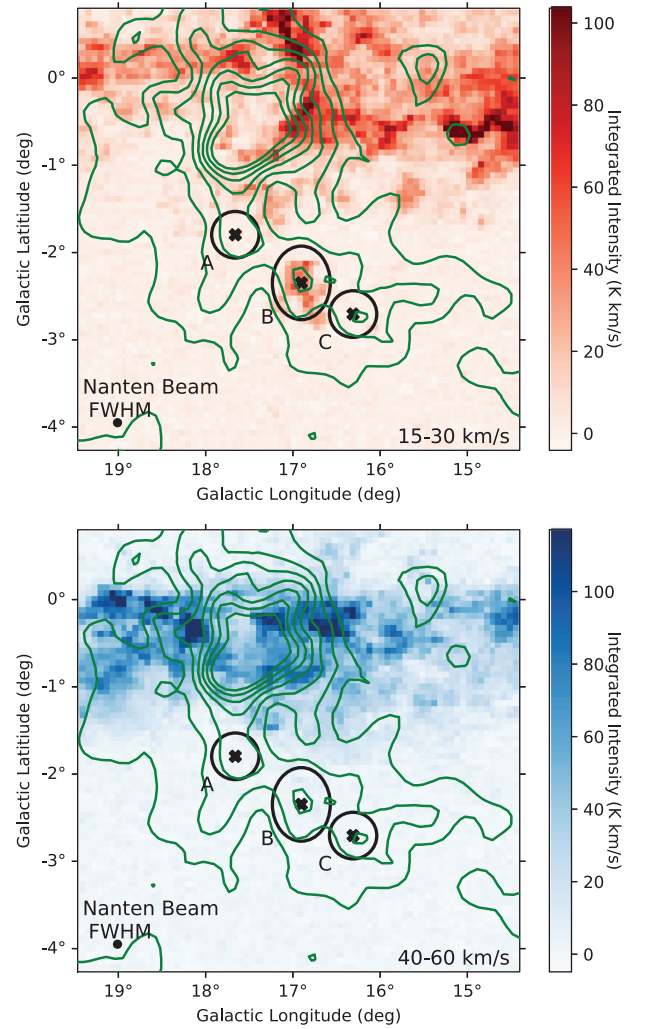 0°
-1°
-2°
-3°
-4°
Galactic Latitiude (deg)
A
B
C
Nanten Beam
FWHM
15-30 km/s
19°
18°
17°
16°
15°
Galactic Longitude (deg)
100
80
60
40
20
0
Integrated Intensity (K km/s)
0°
-1°
-2°
-3°
-4°
Galactic Latitiude (deg)
A
B
C
Nanten Beam
FWHM
40-60 km/s
19°
18°
17°
16°
15°
Galactic Longitude (deg)
100
80
60
40
20
0
Integrated Intensity (K km/s)